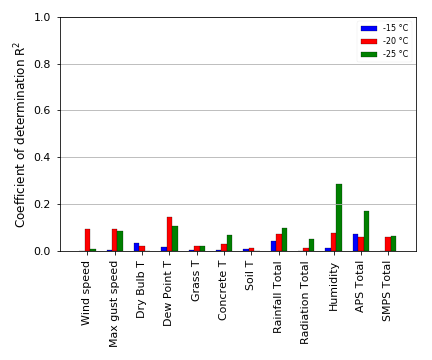 1.0
0.8
0.6
0.4
0.2
0.0
Coefficient of determination R²
-15 °C
-20 °C
-25 °C
Wind speed
Max gust speed
Dry Bulb T
Dew Point T
Grass T
Concrete T
Soil T
Rainfall Total
Radiation Total
Humidity
APS Total
SMPS Total